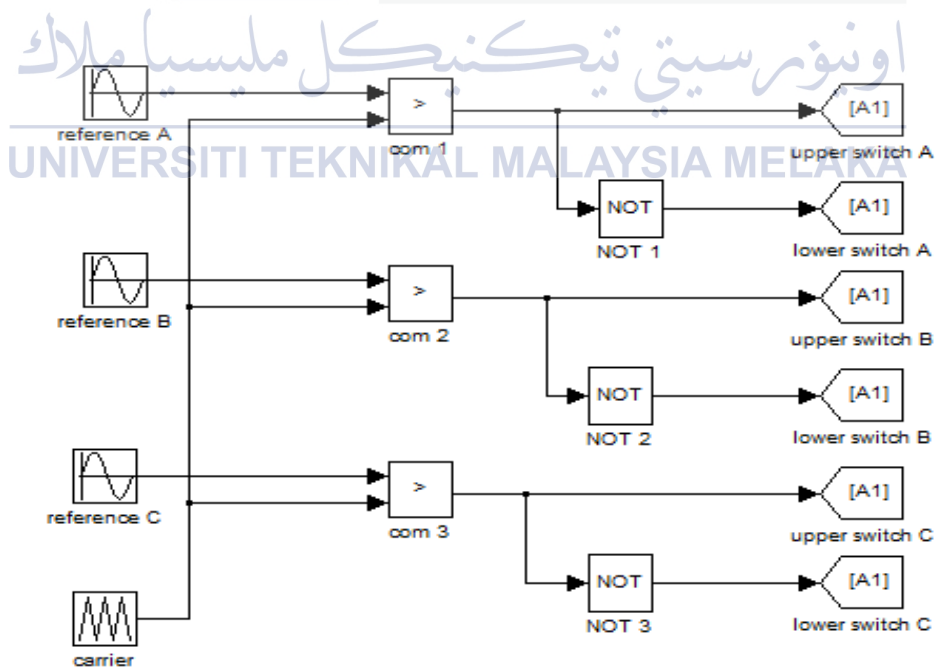 اونيۏرسيتي تيكنيكل مليسيا ملاك
UNIVERSITI TEKNIKAL MALAYSIA MELAKA
reference A
>
com 1
[A1]
upper switch A
NOT
NOT 1
[A1]
lower switch A
reference B
>
com 2
[A1]
upper switch B
NOT
NOT 2
[A1]
lower switch B
reference C
>
com 3
[A1]
upper switch C
NOT
NOT 3
[A1]
lower switch C
carrier